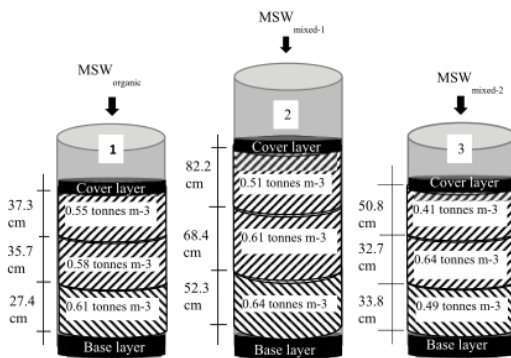 MSW organic
1
Cover layer
37.3 cm
0.55 tonnes m-3
35.7 cm
0.58 tonnes m-3
27.4 cm
0.61 tonnes m-3
Base layer
MSW mixed-1
2
Cover layer
82.2 cm
0.51 tonnes m-3
68.4 cm
0.61 tonnes m-3
52.3 cm
0.64 tonnes m-3
Base layer
MSW mixed-2
3
Cover layer
50.8 cm
0.41 tonnes m-3
32.7 cm
0.64 tonnes m-3
33.8 cm
0.49 tonnes m-3
Base layer